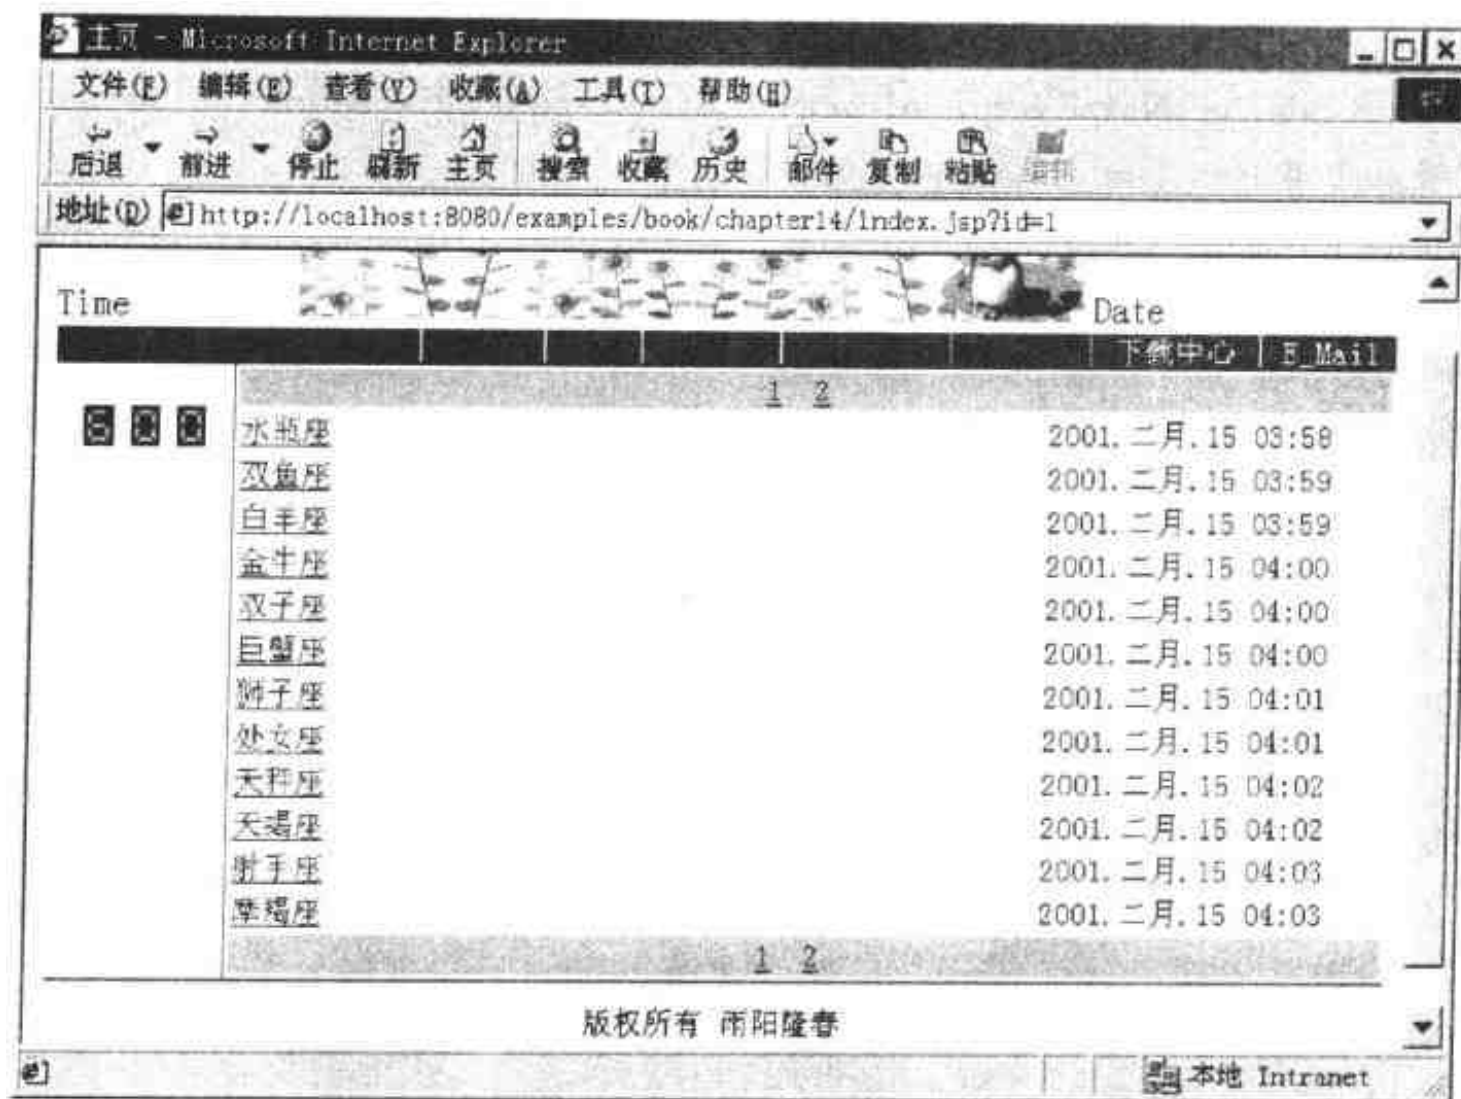 主页 - Microsoft Internet Explorer
文件(F) 编辑(E) 查看(V) 收藏(A) 工具(T) 帮助(H)
后退 前进 停止 刷新 主页 搜索 收藏 历史 邮件 复制 粘贴 编辑
地址(D) http://localhost:8080/examples/book/chapter14/index.jsp?id=1
Time Date
下载中心 | E_Mail
1 2
水瓶座 2001.二月.15 03:58
双鱼座 2001.二月.15 03:59
白羊座 2001.二月.15 03:59
金牛座 2001.二月.15 04:00
双子座 2001.二月.15 04:00
巨蟹座 2001.二月.15 04:00
狮子座 2001.二月.15 04:01
处女座 2001.二月.15 04:01
天秤座 2001.二月.15 04:02
天蝎座 2001.二月.15 04:02
射手座 2001.二月.15 04:03
摩羯座 2001.二月.15 04:03
1 2
版权所有 雨阳隆春
本地 Intranet